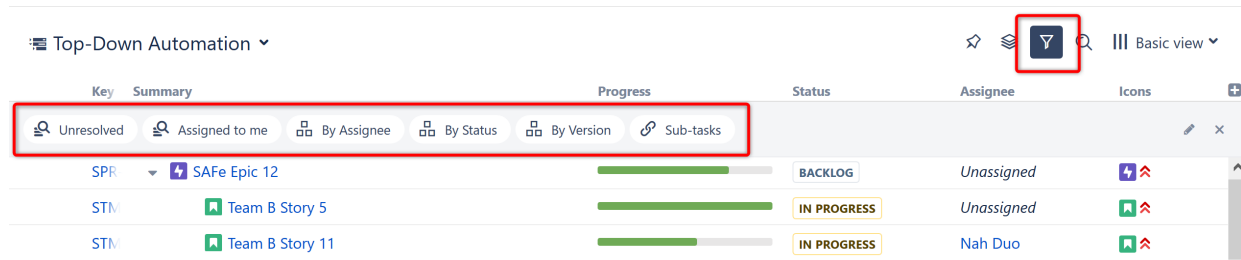 Top-Down Automation Basic view
Key Summary Progress Status Assignee Icons
Unresolved Assigned to me By Assignee By Status By Version Sub-tasks
SPR SAFe Epic 12 BACKLOG Unassigned
STM Team B Story 5 IN PROGRESS Unassigned
STM Team B Story 11 IN PROGRESS Nah Duo